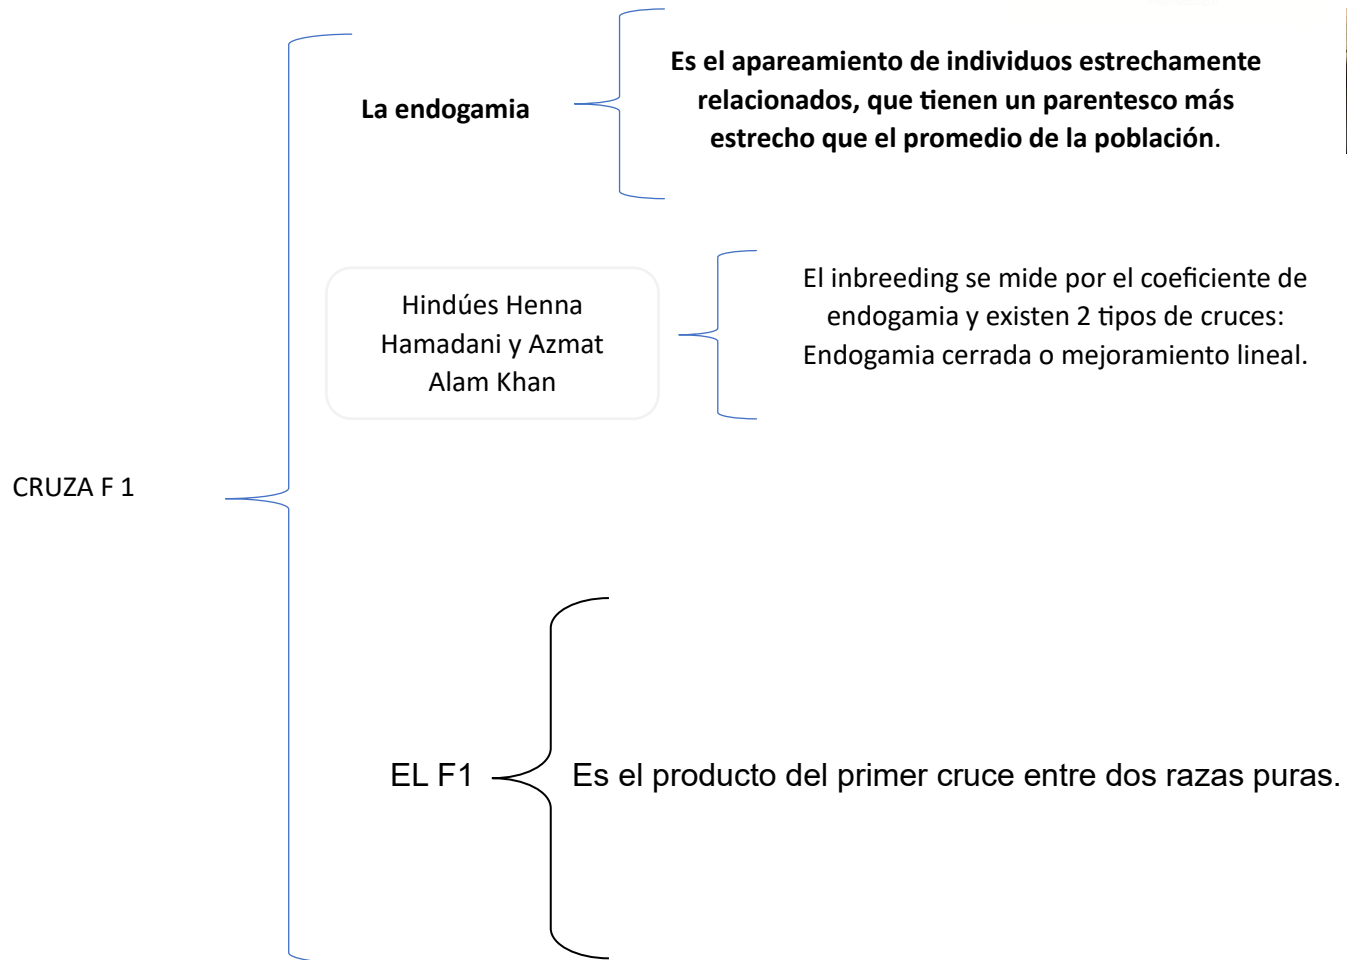 La endogamia
Es el apareamiento de individuos estrechamente
relacionados, que tienen un parentesco más
estrecho que el promedio de la población.
Hindúes Henna
Hamadani y Azmat
Alam Khan
El inbreeding se mide por el coeficiente de
endogamia y existen 2 tipos de cruces:
Endogamia cerrada o mejoramiento lineal.
CRUZA F 1
EL F1
Es el producto del primer cruce entre dos razas puras.